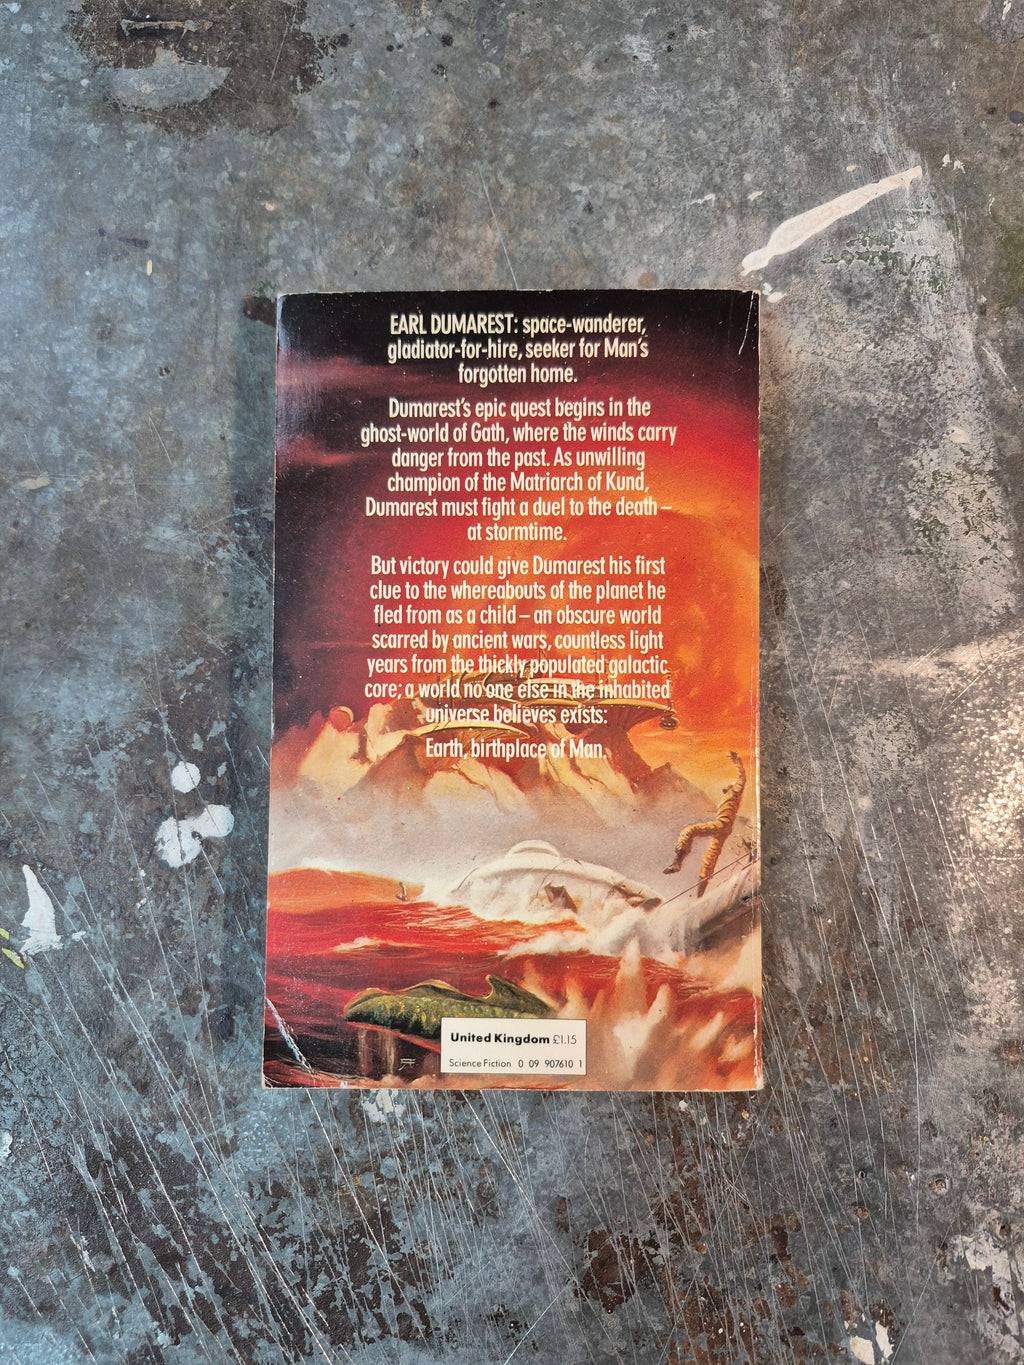 EARL DUMAREST: space-wanderer,
gladiator-for-hire, seeker for Man's
forgotten home.
Dumarest's epic quest begins in the
ghost-world of Gath, where the winds carry
danger from the past. As unwilling
champion of the Matriarch of Kund,
Dumarest must fight a duel to the death –
at stormtime.
But victory could give Dumarest his first
clue to the whereabouts of the planet he
fled from as a child – an obscure world
scarred by ancient wars, countless light
years from the thickly populated galactic
core; a world no one else in the inhabited
universe believes exists:
Earth, birthplace of Man.
United Kingdom £1.15
Science Fiction 0 09 907610 1